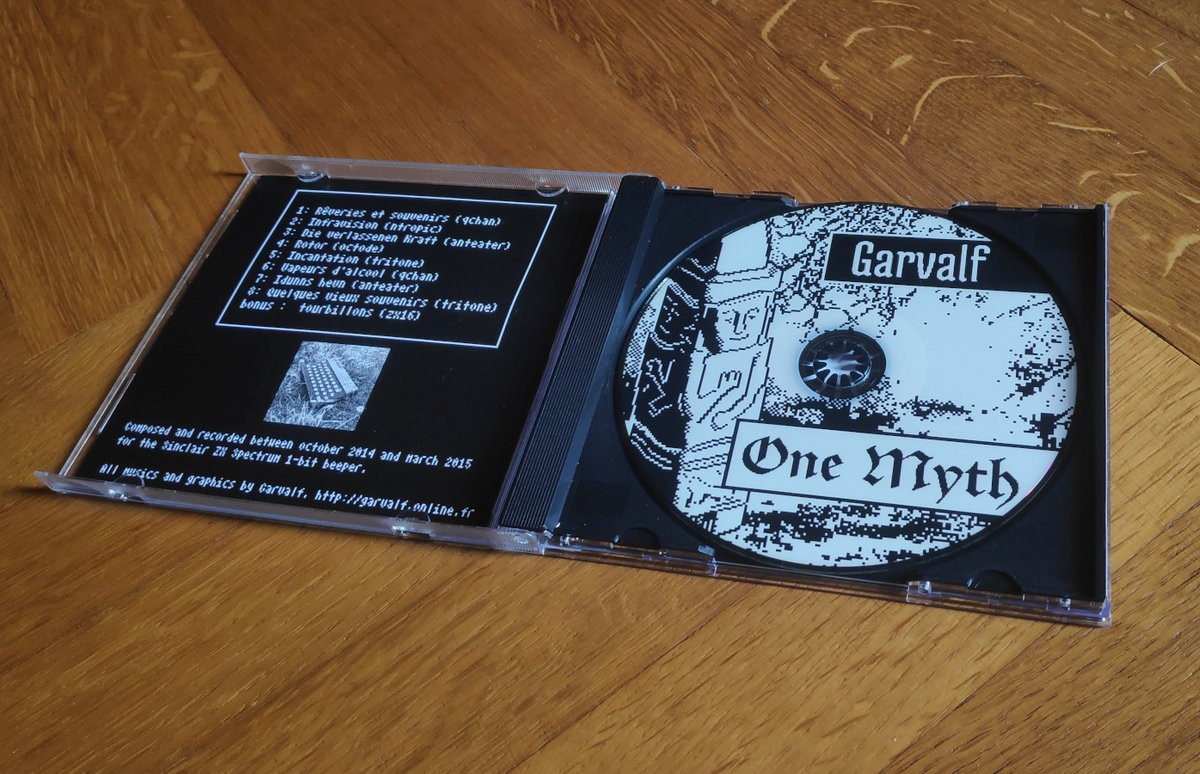 1: Rêveries et souvenirs (qchan)
2: Infravision (ntropic)
3: Die verlassenen Kraft (anteater)
4: Rotor (octode)
5: Incantation (tritone)
6: Vapeurs d'alcool (qchan)
7: Idunns hevn (anteater)
8: Quelques vieux souvenirs (tritone)
bonus : tourbillons (zx16)
Composed and recorded between october 2014 and March 2015
for the Sinclair ZX Spectrum 1-bit beeper.
All musics and graphics by Garvalf. http://garvalf.online.fr
Garvalf
One Myth